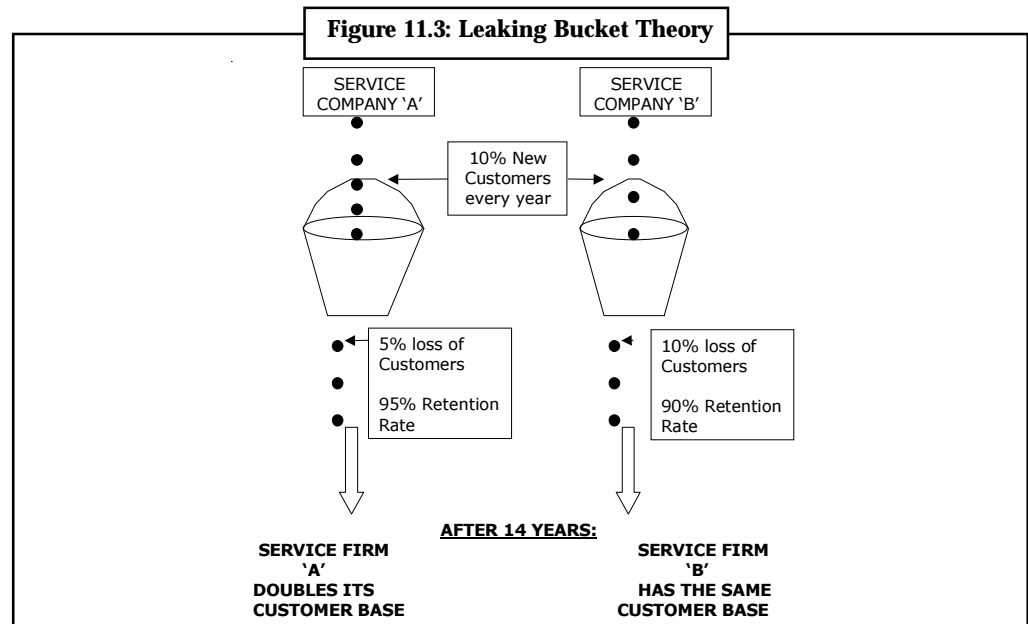 Figure 11.3: Leaking Bucket Theory
SERVICE
COMPANY ‘A’
SERVICE
COMPANY ‘B’
10% New
Customers
every year
5% loss of
Customers
95% Retention
Rate
10% loss of
Customers
90% Retention
Rate
AFTER 14 YEARS:
SERVICE FIRM
‘A’
DOUBLES ITS
CUSTOMER BASE
SERVICE FIRM
‘B’
HAS THE SAME
CUSTOMER BASE